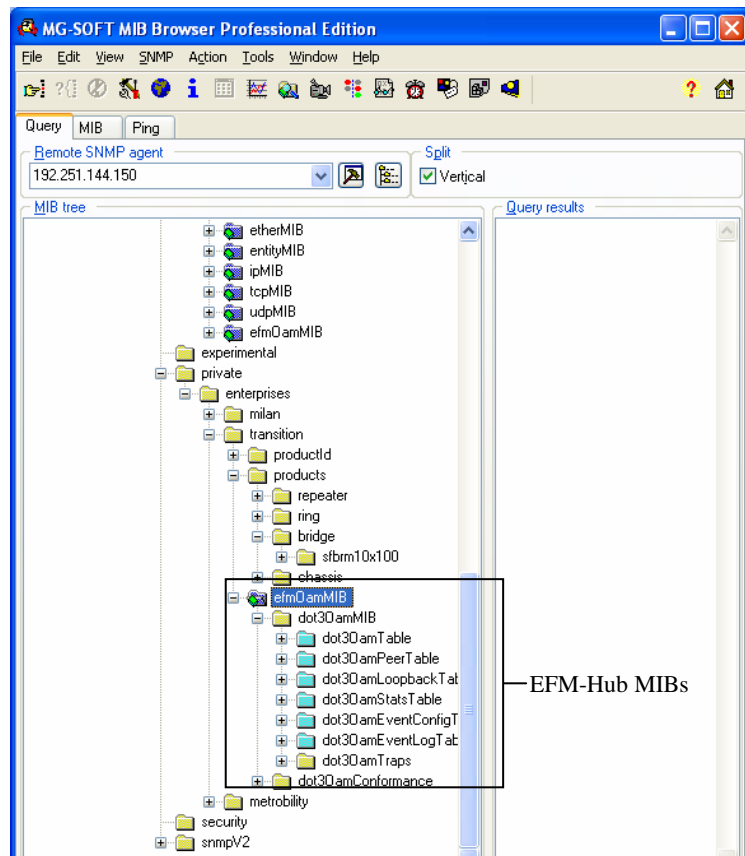 MG-SOFT MIB Browser Professional Edition
File Edit View SNMP Action Tools Window Help
Query MIB Ping
Remote SNMP agent
Split
192.251.144.150
Vertical
MIB tree
Query results
etherMIB
entityMIB
ipMIB
tcpMIB
udpMIB
efmOamMIB
experimental
private
enterprises
milan
transition
productId
products
repeater
ring
bridge
sfbrm10x100
chassis
efmOamMIB
dot3OamMIB
dot3OamTable
dot3OamPeerTable
dot3OamLoopbackTab
EFM-Hub MIBs
dot3OamStatsTable
dot3OamEventConfigT
dot3OamEventLogTab
dot3OamTraps
dot3OamConformance
metrobility
security
snmpV2